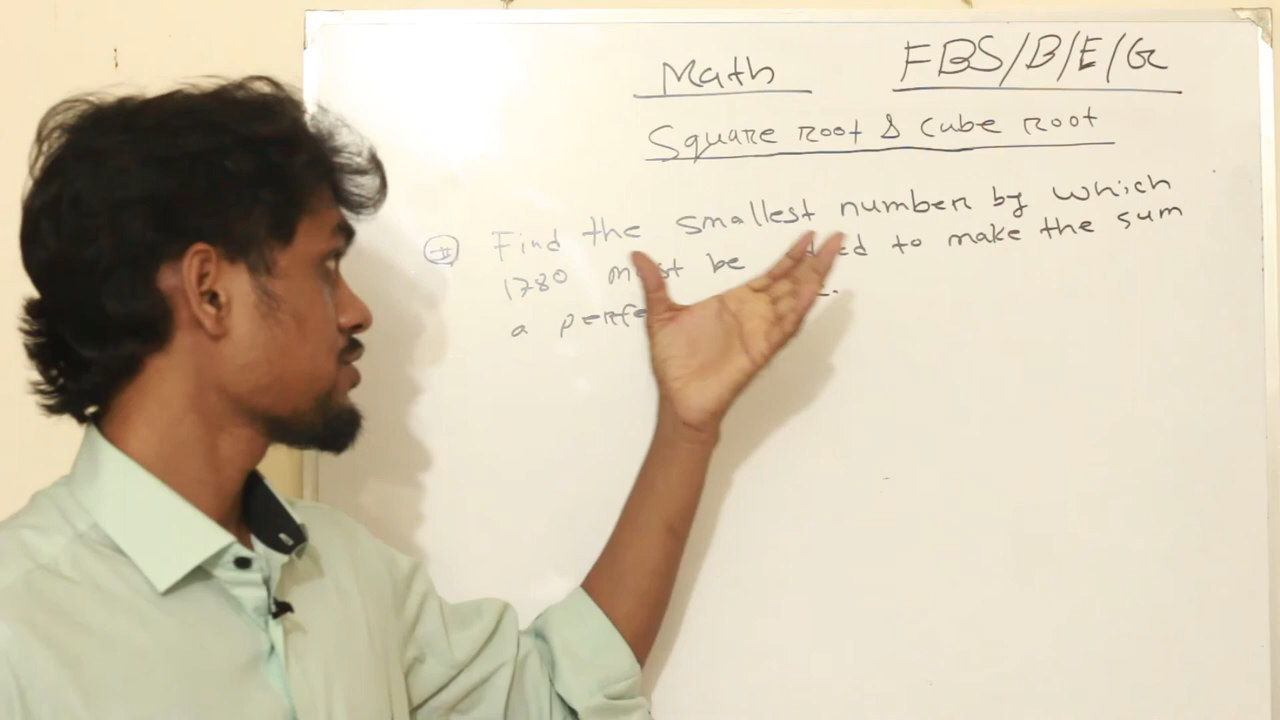 Math
FBS/B/E/G
Square root & cube root
II Find the smallest number by which
1780 must be to make the sum
a